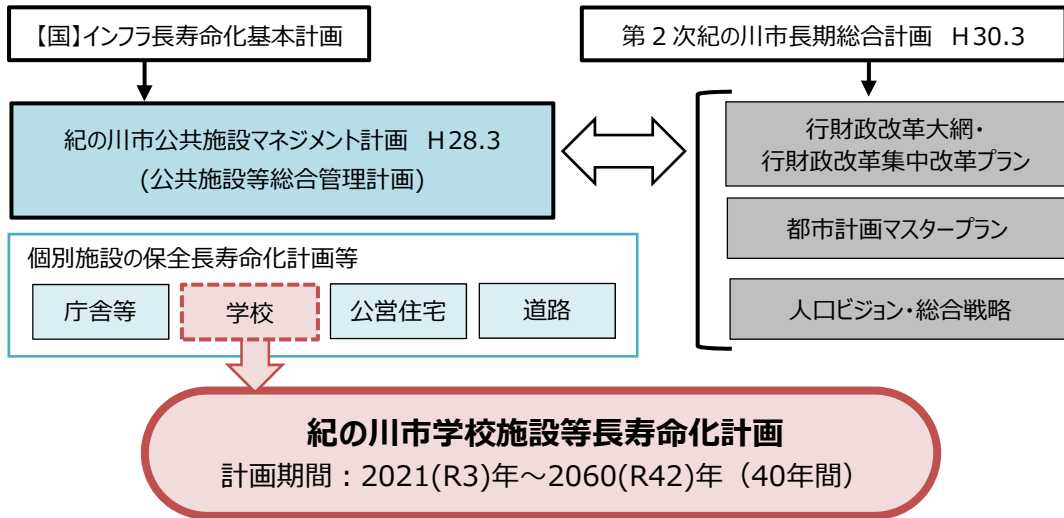 【国】インフラ長寿命化基本計画
第２次紀の川市長期総合計画 Ｈ30.3
紀の川市公共施設マネジメント計画 Ｈ28.3
(公共施設等総合管理計画)
行財政改革大綱・
行財政改革集中改革プラン
都市計画マスタープラン
人口ビジョン・総合戦略
個別施設の保全長寿命化計画等
庁舎等
学校
公営住宅
道路
紀の川市学校施設等長寿命化計画
計画期間：2021(R3)年～2060(R42)年（40年間）